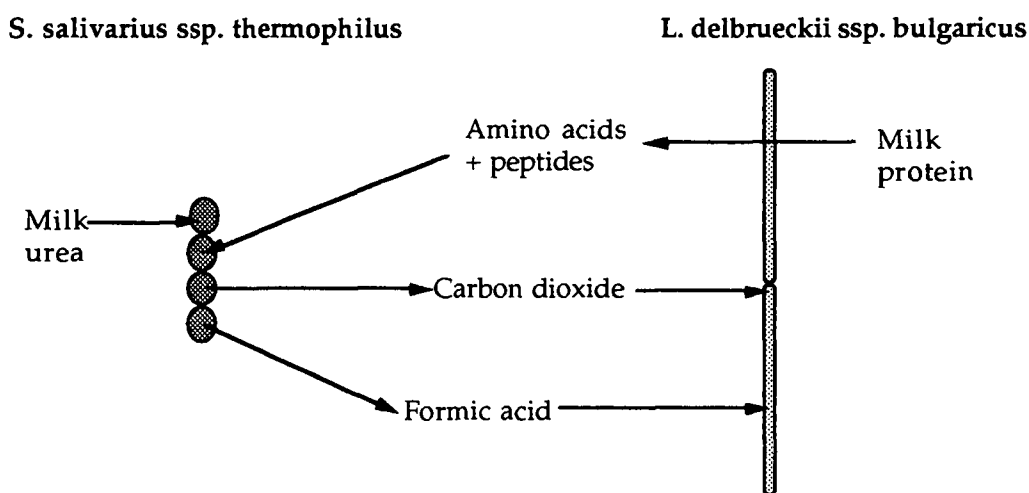 S. salivarius ssp. thermophilus
L. delbrueckii ssp. bulgaricus
Amino acids
+ peptides
Milk
protein
Milk
urea
Carbon dioxide
Formic acid